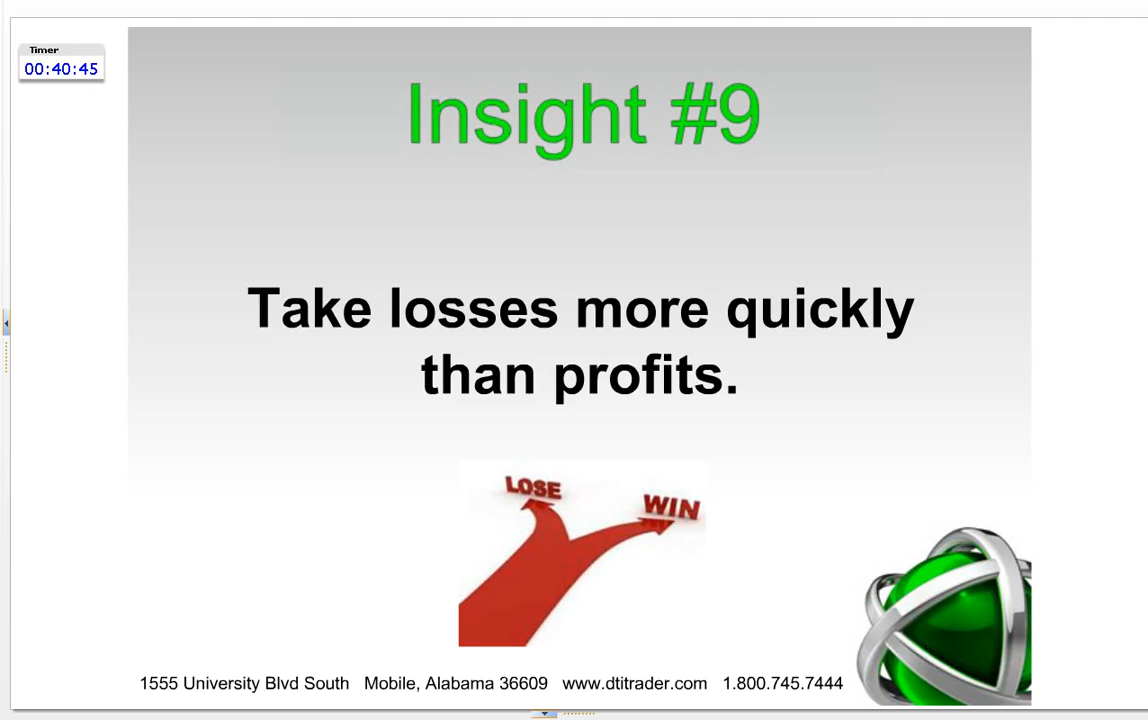 Timer
00:40:45
Insight #9
Take losses more quickly
than profits.
LOSE
WIN
1555 University Blvd South Mobile, Alabama 36609 www.dtitrader.com 1.800.745.7444